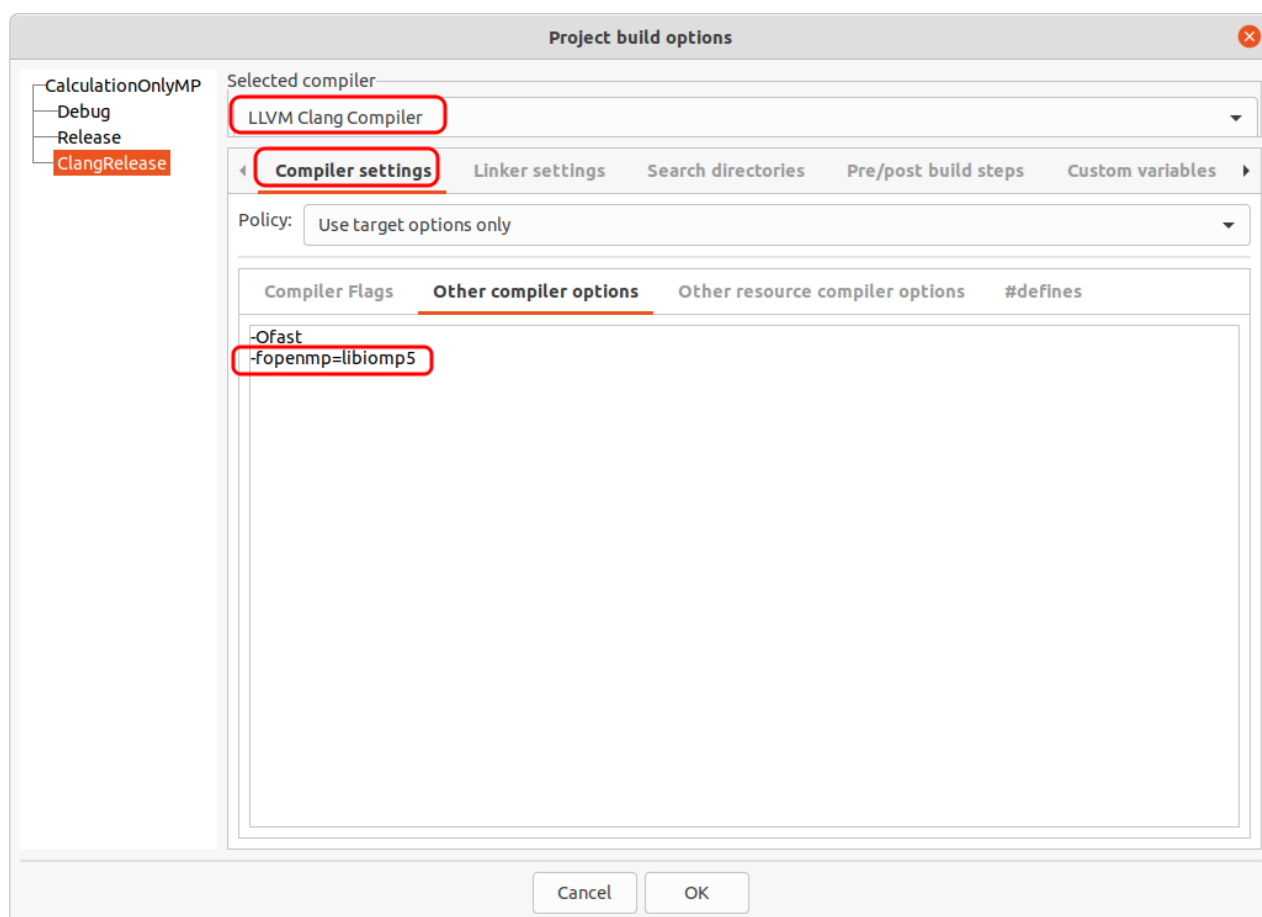 Project build options
CalculationOnlyMP
Debug
Release
ClangRelease
Selected compiler
LLVM Clang Compiler
Compiler settings Linker settings Search directories Pre/post build steps Custom variables
Policy: Use target options only
Compiler Flags Other compiler options Other resource compiler options #defines
-Ofast
-fopenmp=libiomp5
Cancel OK